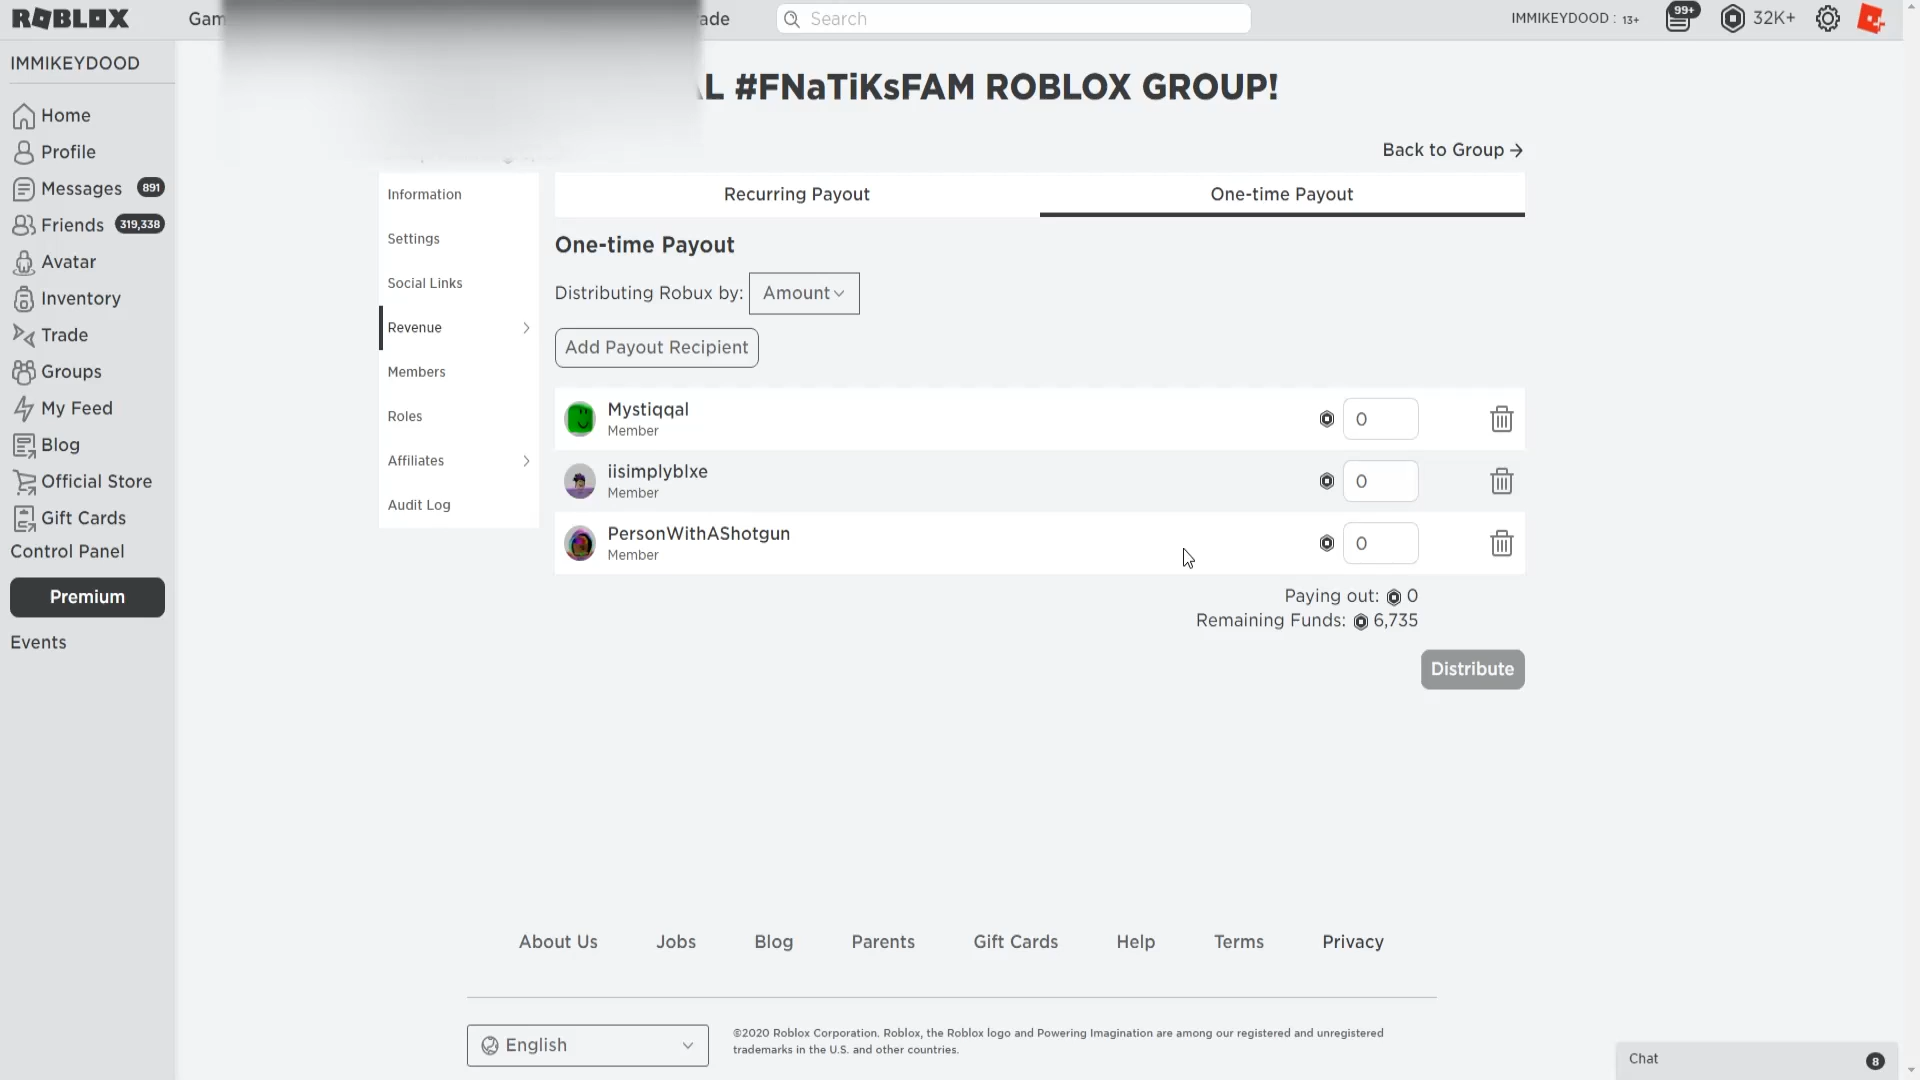 ROBLOX
ade
Search
IMMIKEYDOOD : 13+
99+
32K+
IMMIKEYDOOD
Home
Profile
Messages 891
Friends 319,338
Avatar
Inventory
Trade
Groups
My Feed
Blog
Official Store
Gift Cards
Control Panel
Premium
Events
#FNaTiKsFAM ROBLOX GROUP!
Back to Group →
Information
Settings
Social Links
Revenue
Members
Roles
Affiliates
Audit Log
Recurring Payout
One-time Payout
One-time Payout
Distributing Robux by: Amount
Add Payout Recipient
Mystiqqal
Member
0
iisimplyblxe
Member
0
PersonWithAShotgun
Member
0
Paying out: 0
Remaining Funds: 6,735
Distribute
About Us Jobs Blog Parents Gift Cards Help Terms Privacy
English
©2020 Roblox Corporation. Roblox, the Roblox logo and Powering Imagination are among our registered and unregistered
trademarks in the U.S. and other countries.
Chat 8